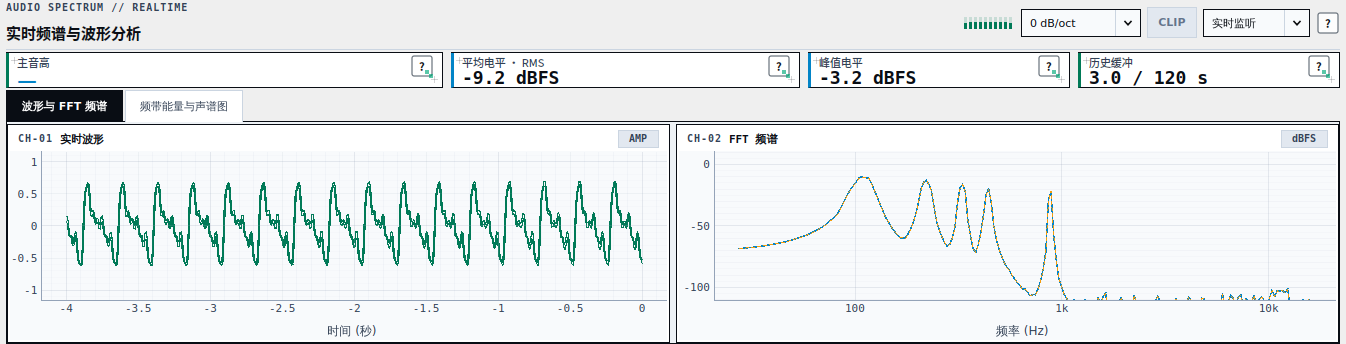 AUDIO SPECTRUM // REALTIME
实时频谱与波形分析
0 dB/oct
CLIP
实时监听
?
主音高
—
?
平均电平 · RMS
-9.2 dBFS
?
峰值电平
-3.2 dBFS
?
历史缓冲
3.0 / 120 s
?
波形与 FFT 频谱
频带能量与声谱图
CH-01 实时波形
AMP
1
0.5
0
-0.5
-1
-4 -3.5 -3 -2.5 -2 -1.5 -1 -0.5 0
时间 (秒)
CH-02 FFT 频谱
dBFS
0
-50
-100
100 1k 10k
频率 (Hz)